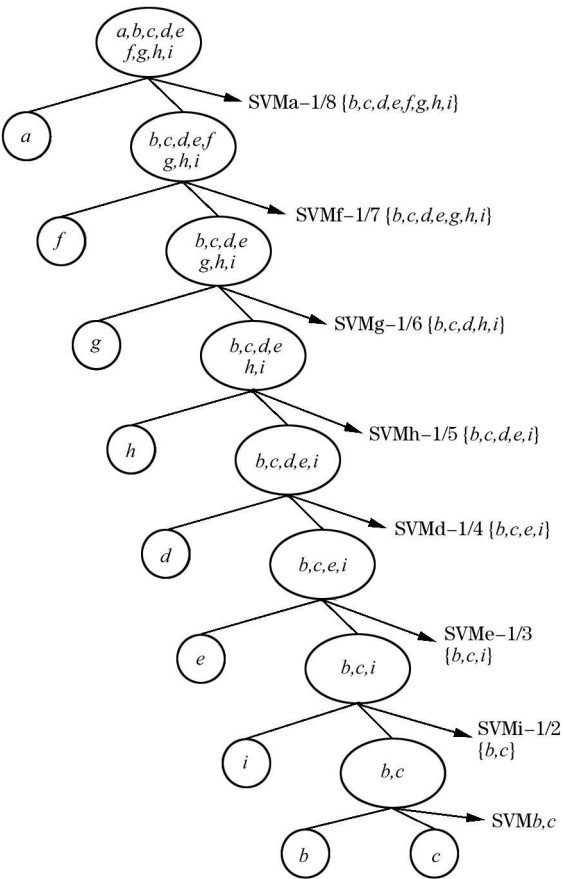 a,b,c,d,e
f,g,h,i
SVMa–1/8 {b,c,d,e,f,g,h,i}
a
b,c,d,e,f
g,h,i
SVMf–1/7 {b,c,d,e,g,h,i}
f
b,c,d,e
g,h,i
SVMg–1/6 {b,c,d,h,i}
g
b,c,d,e
h,i
SVMh–1/5 {b,c,d,e,i}
h
b,c,d,e,i
SVMd–1/4 {b,c,e,i}
d
b,c,e,i
SVMe–1/3
{b,c,i}
e
b,c,i
SVMi–1/2
{b,c}
i
b,c
SVMb,c
b
c